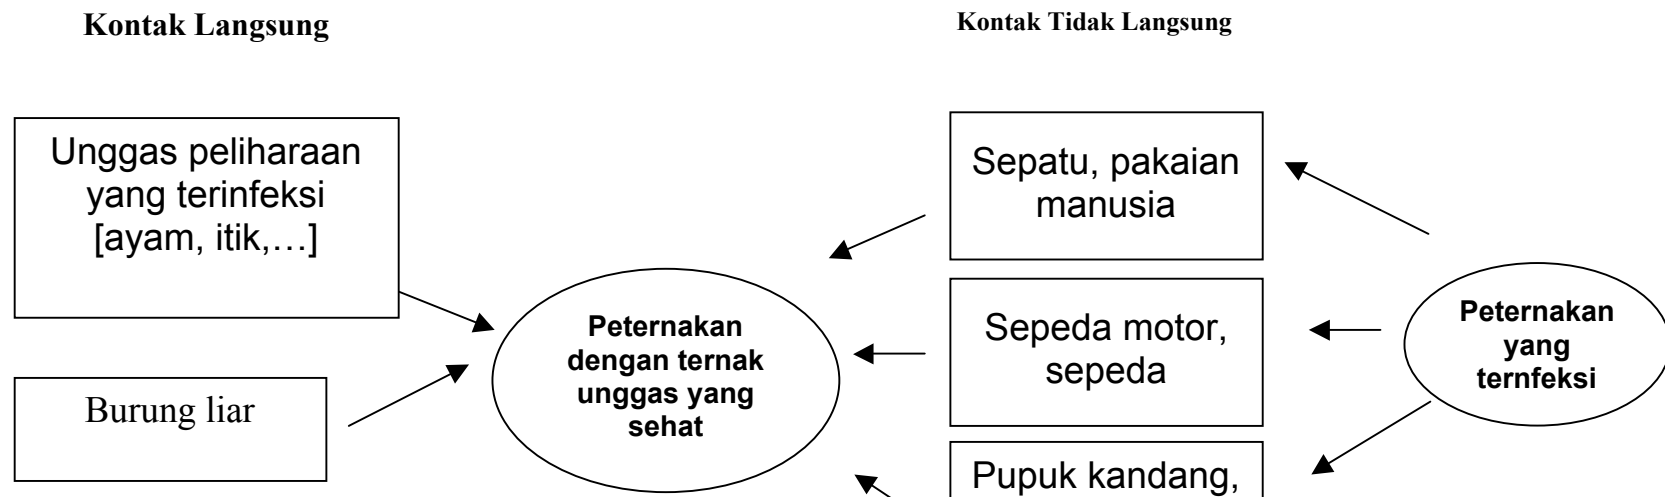 Kontak Langsung
Kontak Tidak Langsung
Unggas peliharaan
yang terinfeksi
[ayam, itik,…]
Burung liar
Peternakan
dengan ternak
unggas yang
sehat
Sepatu, pakaian
manusia
Sepeda motor,
sepeda
Pupuk kandang,
Peternakan
yang
ternfeksi